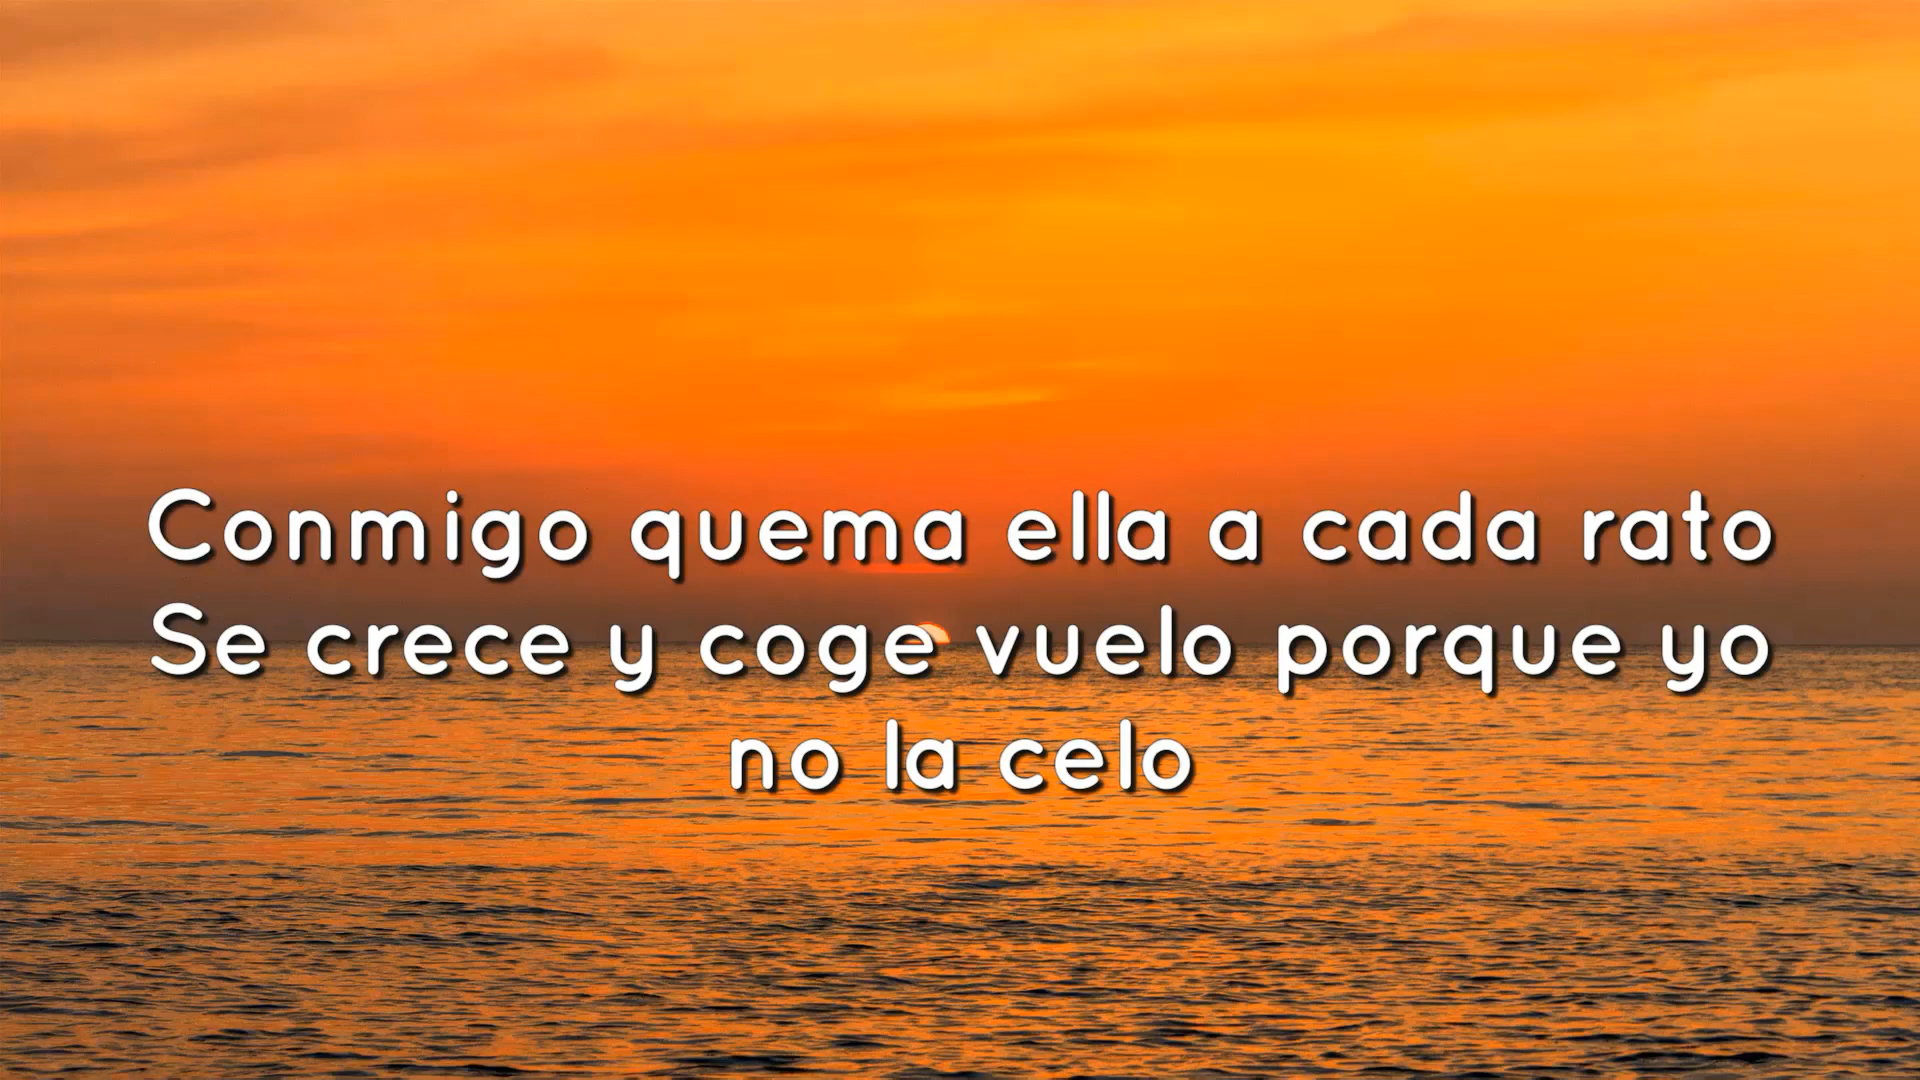 Conmigo quema ella a cada rato
Se crece y coge vuelo porque yo
no la celo